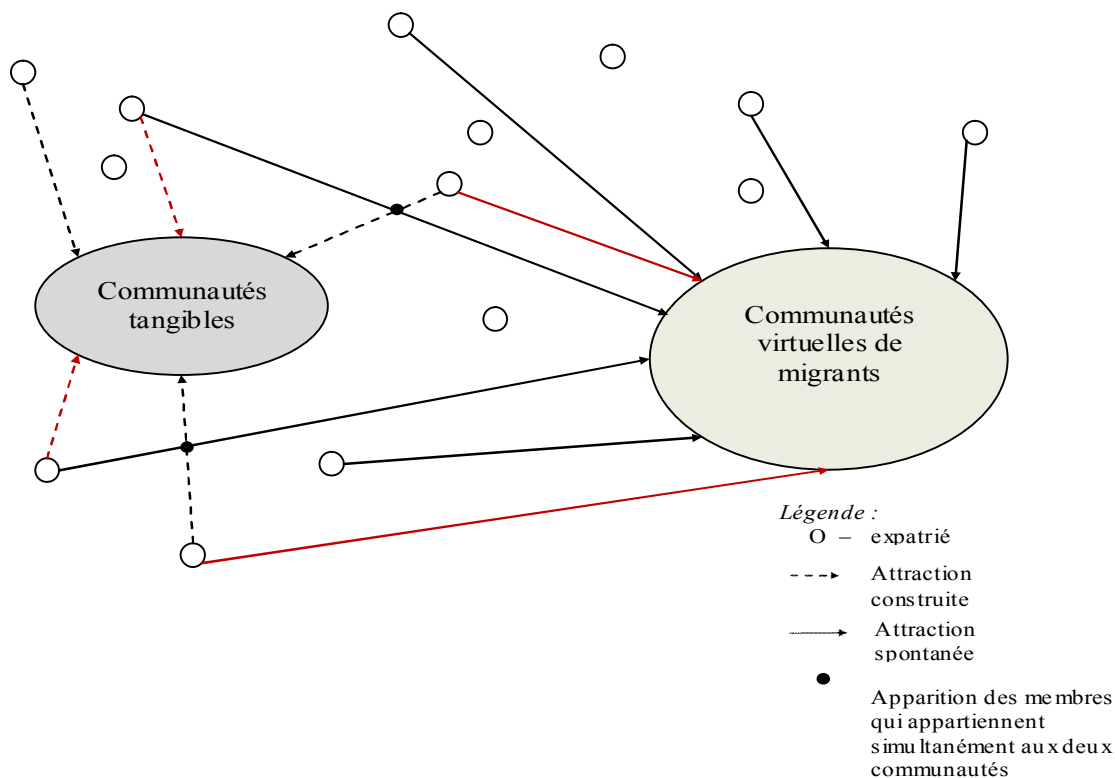 Communautés
tangibles
Communautés
virtuelles de
migrants
Légende :
O – expatrié
Attraction
construite
Attraction
spontanée
Apparition des membres
qui appartiennent
simultanément aux deux
communautés